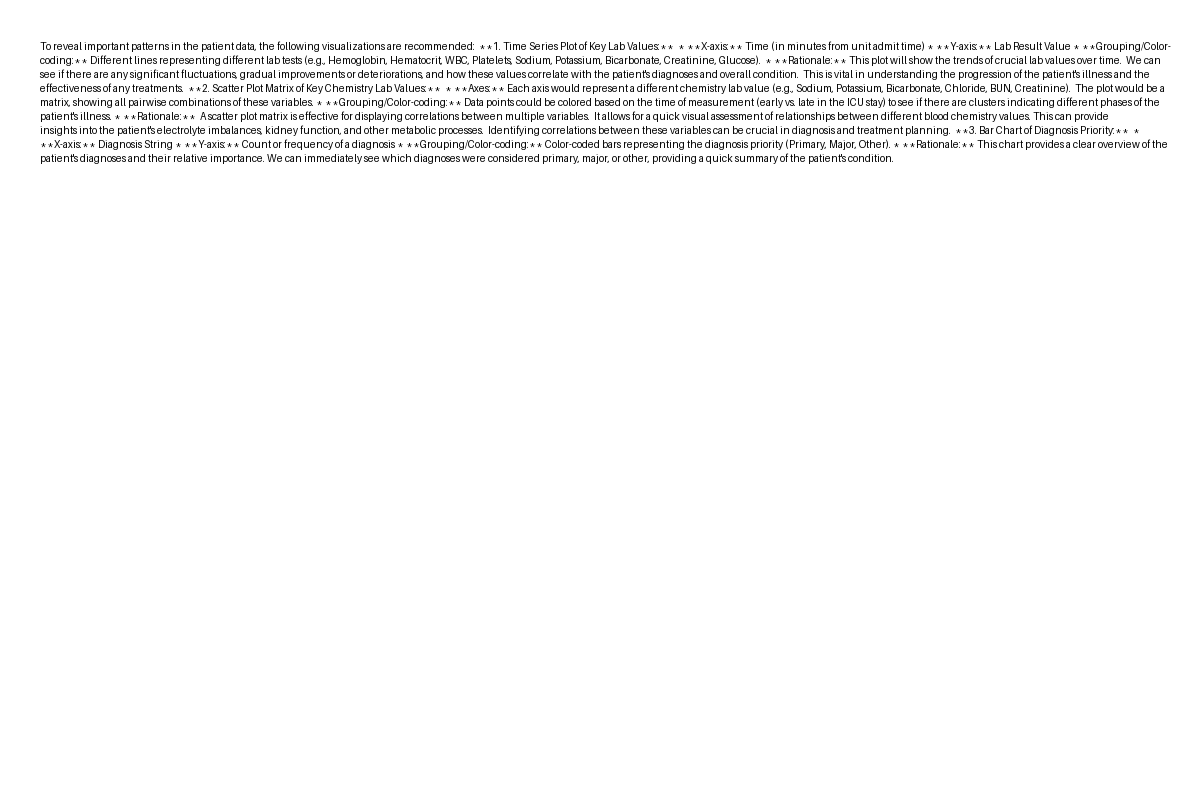 To reveal important patterns in the patient data, the following visualizations are recommended:  **1. Time Series Plot of Key Lab Values:**  * **X-axis:** Time (in minutes from unit admit time) * **Y-axis:** Lab Result Value * **Grouping/Color-
coding:** Different lines representing different lab tests (e.g., Hemoglobin, Hematocrit, WBC, Platelets, Sodium, Potassium, Bicarbonate, Creatinine, Glucose).  * **Rationale:** This plot will show the trends of crucial lab values over time.  We can
see if there are any significant fluctuations, gradual improvements or deteriorations, and how these values correlate with the patient's diagnoses and overall condition.  This is vital in understanding the progression of the patient's illness and the
effectiveness of any treatments.  **2. Scatter Plot Matrix of Key Chemistry Lab Values:**  * **Axes:** Each axis would represent a different chemistry lab value (e.g., Sodium, Potassium, Bicarbonate, Chloride, BUN, Creatinine).  The plot would be a
matrix, showing all pairwise combinations of these variables. * **Grouping/Color-coding:** Data points could be colored based on the time of measurement (early vs. late in the ICU stay) to see if there are clusters indicating different phases of the
patient's illness. * **Rationale:**  A scatter plot matrix is effective for displaying correlations between multiple variables.  It allows for a quick visual assessment of relationships between different blood chemistry values. This can provide
insights into the patient's electrolyte imbalances, kidney function, and other metabolic processes.  Identifying correlations between these variables can be crucial in diagnosis and treatment planning.  **3. Bar Chart of Diagnosis Priority:**  *
**X-axis:** Diagnosis String * **Y-axis:** Count or frequency of a diagnosis * **Grouping/Color-coding:** Color-coded bars representing the diagnosis priority (Primary, Major, Other). * **Rationale:** This chart provides a clear overview of the
patient's diagnoses and their relative importance. We can immediately see which diagnoses were considered primary, major, or other, providing a quick summary of the patient's condition.